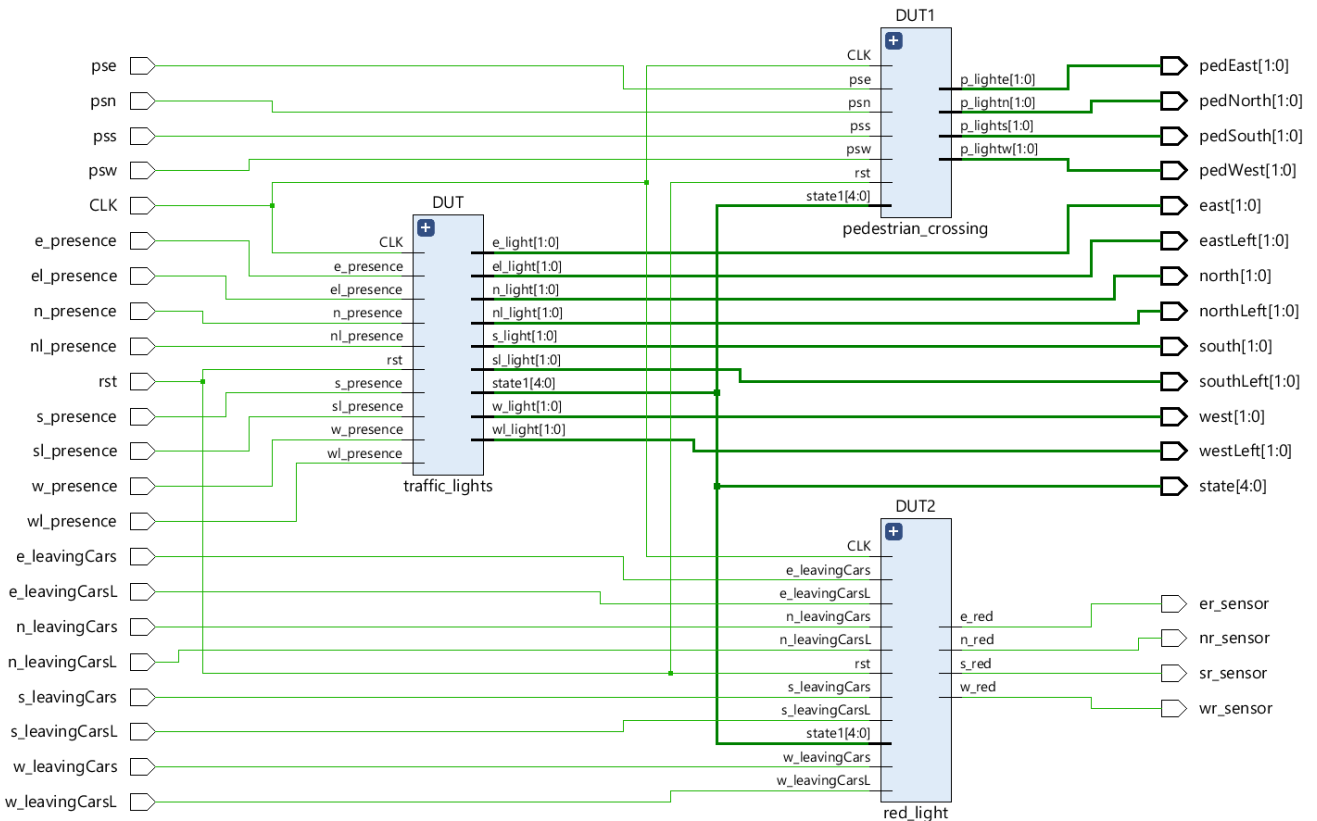 pse
psn
pss
psw
CLK
e_presence
el_presence
n_presence
nl_presence
rst
s_presence
sl_presence
w_presence
wl_presence
e_leavingCars
e_leavingCarsL
n_leavingCars
n_leavingCarsL
s_leavingCars
s_leavingCarsL
w_leavingCars
w_leavingCarsL
DUT
CLK
e_presence
el_presence
n_presence
nl_presence
rst
s_presence
sl_presence
w_presence
wl_presence
e_light[1:0]
el_light[1:0]
n_light[1:0]
nl_light[1:0]
s_light[1:0]
sl_light[1:0]
state1[4:0]
w_light[1:0]
wl_light[1:0]
traffic_lights
DUT1
CLK
pse
psn
pss
psw
rst
state1[4:0]
p_lighte[1:0]
p_lightn[1:0]
p_lights[1:0]
p_lightw[1:0]
pedestrian_crossing
DUT2
CLK
e_leavingCars
e_leavingCarsL
n_leavingCars
n_leavingCarsL
rst
s_leavingCars
s_leavingCarsL
state1[4:0]
w_leavingCars
w_leavingCarsL
e_red
n_red
s_red
w_red
red_light
pedEast[1:0]
pedNorth[1:0]
pedSouth[1:0]
pedWest[1:0]
east[1:0]
eastLeft[1:0]
north[1:0]
northLeft[1:0]
south[1:0]
southLeft[1:0]
west[1:0]
westLeft[1:0]
state[4:0]
er_sensor
nr_sensor
sr_sensor
wr_sensor